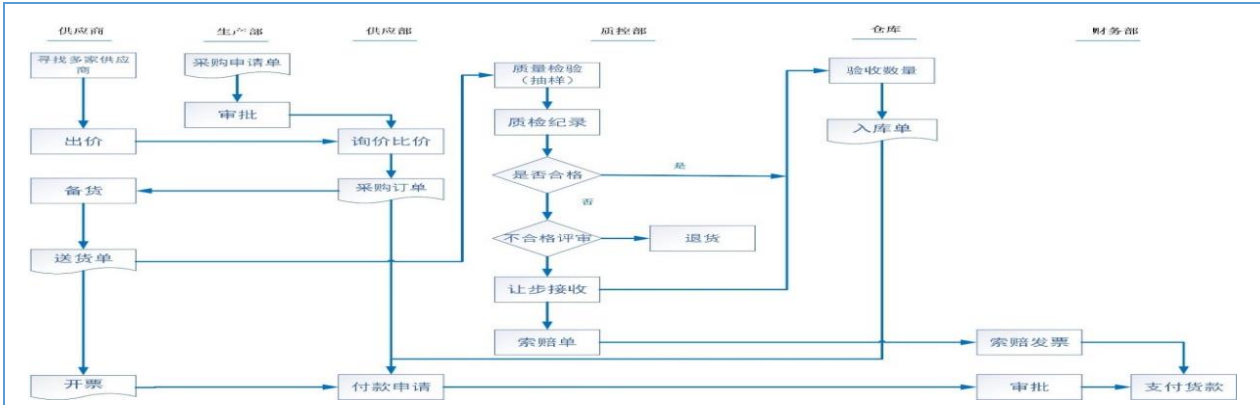 供应商 生产部 供应部 质控部 仓库 财务部
寻找多家供应
商
采购申请单
质量检验
(抽样)
验收数量
审批
质检纪录
入库单
出价
询价比价
是否合格
是
备货
采购订单
否
不合格评审
退货
送货单
让步接收
索赔单
索赔发票
开票
付款申请
审批
支付货款